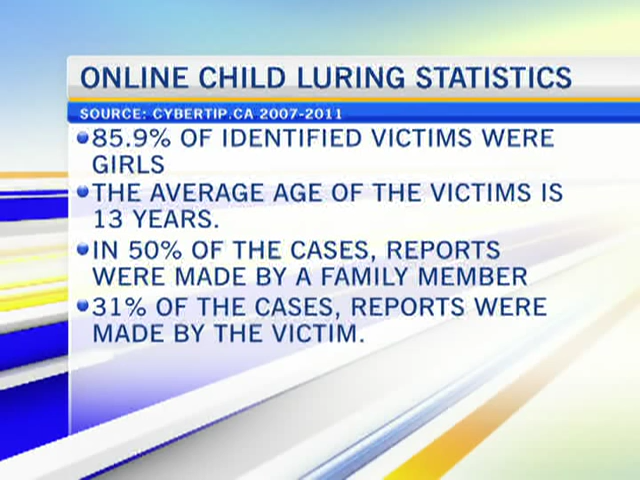 ONLINE CHILD LURING STATISTICS
SOURCE: CYBERTIP.CA 2007-2011
•85.9% OF IDENTIFIED VICTIMS WERE
GIRLS
•THE AVERAGE AGE OF THE VICTIMS IS
13 YEARS.
•IN 50% OF THE CASES, REPORTS
WERE MADE BY A FAMILY MEMBER
•31% OF THE CASES, REPORTS WERE
MADE BY THE VICTIM.